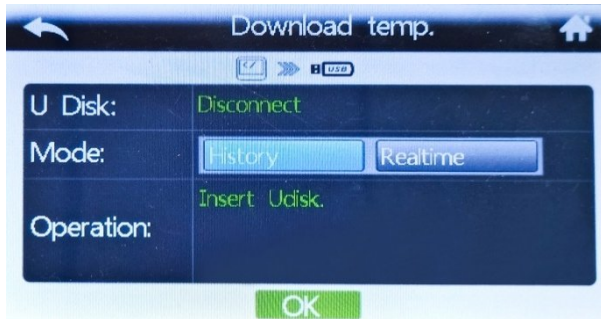 Download temp.
USB
U Disk: Disconnect
Mode: History Realtime
Operation: Insert Udisk.
OK